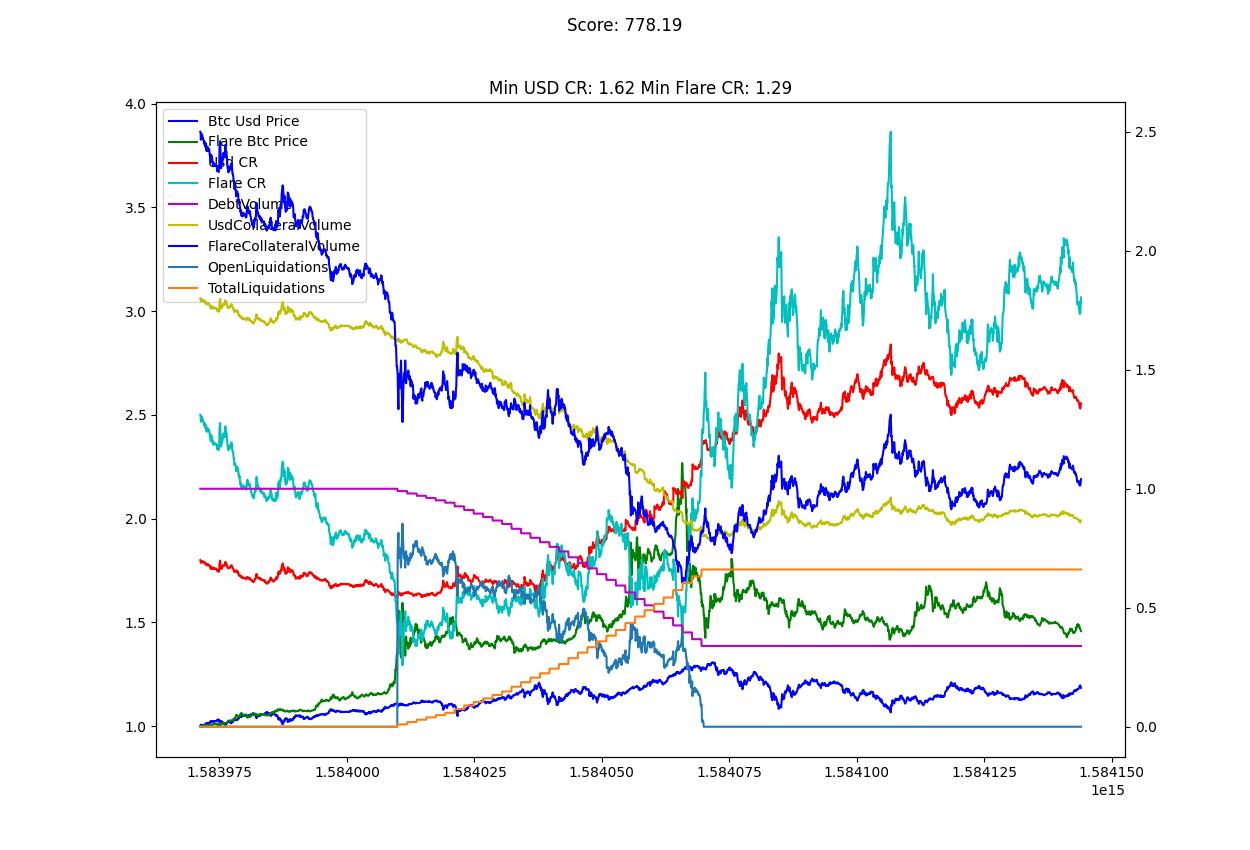 Score: 778.19
Min USD CR: 1.62 Min Flare CR: 1.29
Btc Usd Price
Flare Btc Price
Usd CR
Flare CR
DebtVolume
UsdCollateralVolume
FlareCollateralVolume
OpenLiquidations
TotalLiquidations
4.0
3.5
3.0
2.5
2.0
1.5
1.0
2.5
2.0
1.5
1.0
0.5
0.0
1.583975
1.584000
1.584025
1.584050
1.584075
1.584100
1.584125
1.584150
1e15